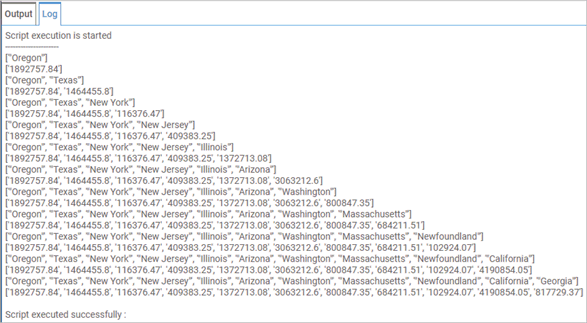 Output Log
Script execution is started
--------------------
["Oregon"]
['1892757.84']
["Oregon", "Texas"]
['1892757.84', '1464455.8']
["Oregon", "Texas", "New York"]
['1892757.84', '1464455.8', '116376.47']
["Oregon", "Texas", "New York", "New Jersey"]
['1892757.84', '1464455.8', '116376.47', '409383.25']
["Oregon", "Texas", "New York", "New Jersey", "Illinois"]
['1892757.84', '1464455.8', '116376.47', '409383.25', '1372713.08']
["Oregon", "Texas", "New York", "New Jersey", "Illinois", "Arizona"]
['1892757.84', '1464455.8', '116376.47', '409383.25', '1372713.08', '3063212.6']
["Oregon", "Texas", "New York", "New Jersey", "Illinois", "Arizona", "Washington"]
['1892757.84', '1464455.8', '116376.47', '409383.25', '1372713.08', '3063212.6', '800847.35']
["Oregon", "Texas", "New York", "New Jersey", "Illinois", "Arizona", "Washington", "Massachusetts"]
['1892757.84', '1464455.8', '116376.47', '409383.25', '1372713.08', '3063212.6', '800847.35', '684211.51']
["Oregon", "Texas", "New York", "New Jersey", "Illinois", "Arizona", "Washington", "Massachusetts", "Newfoundland"]
['1892757.84', '1464455.8', '116376.47', '409383.25', '1372713.08', '3063212.6', '800847.35', '684211.51', '102924.07']
["Oregon", "Texas", "New York", "New Jersey", "Illinois", "Arizona", "Washington", "Massachusetts", "Newfoundland", "California"]
['1892757.84', '1464455.8', '116376.47', '409383.25', '1372713.08', '3063212.6', '800847.35', '684211.51', '102924.07', '4190854.05']
["Oregon", "Texas", "New York", "New Jersey", "Illinois", "Arizona", "Washington", "Massachusetts", "Newfoundland", "California", "Georgia"]
['1892757.84', '1464455.8', '116376.47', '409383.25', '1372713.08', '3063212.6', '800847.35', '684211.51', '102924.07', '4190854.05', '817729.37']
Script executed successfully :